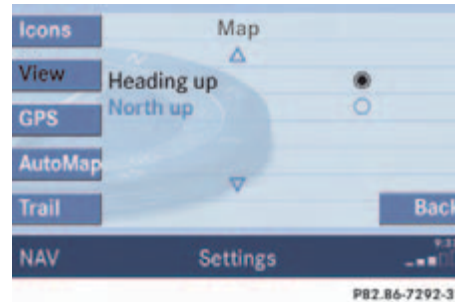 Icons
Map
View
Heading up
North up
GPS
AutoMap
Trail
Back
NAV
Settings
P82.86-7292-3